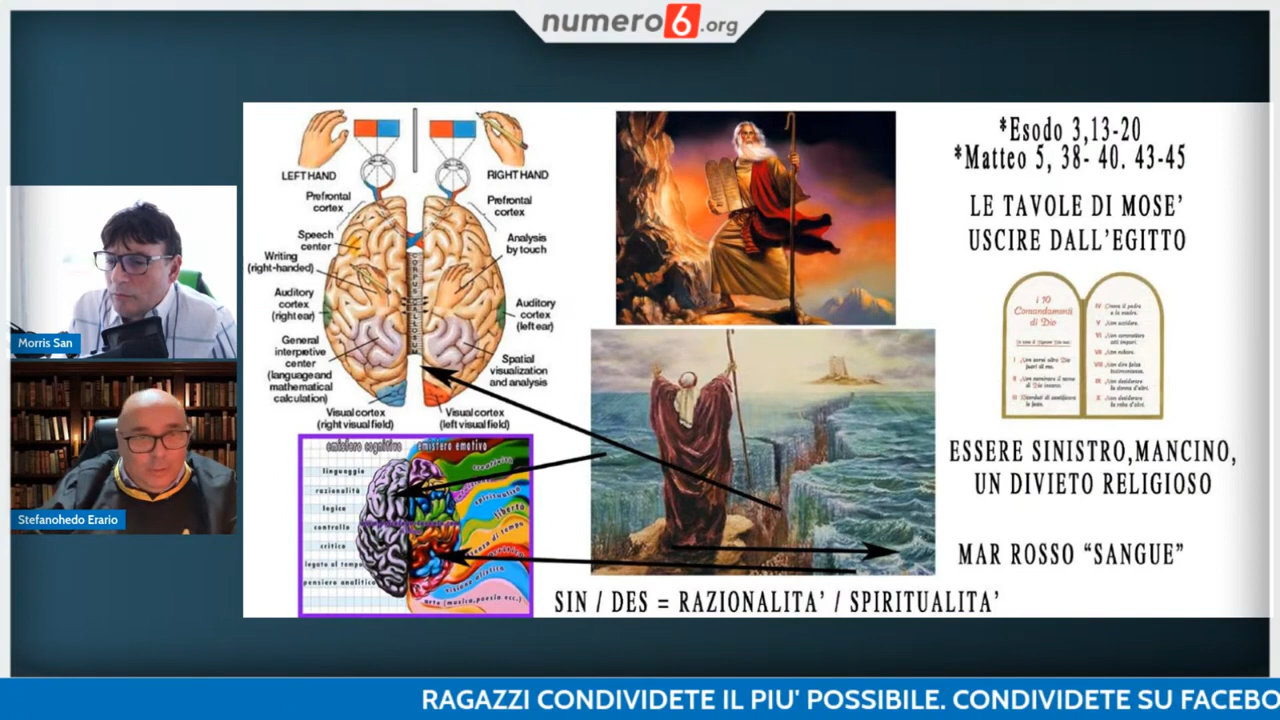 numero6.org
LEFT HAND
RIGHT HAND
Prefrontal
cortex
Prefrontal
cortex
Speech
center
Writing
(right-handed)
Auditory
cortex
(right ear)
General
interpretive
center
(language and
mathematical
calculation)
Visual cortex
(right visual field)
CORPUS CALLOSUM
Analysis
by touch
Auditory
cortex
(left ear)
Spatial
visualization
and analysis
Visual cortex
(left visual field)
emisfero cognitivo
emisfero emotivo
linguaggio
razionalità
logica
controllo
critico
legato al tempo
pensiero analitico
creatività
spiritualità
libertà
senza di tempo
visione olistica
arte (musica,poesia ecc.)
*Esodo 3,13-20
*Matteo 5, 38- 40. 43-45
LE TAVOLE DI MOSE’
USCIRE DALL’EGITTO
i 10
Comandamenti
di Dio
ESSERE SINISTRO,MANCINO,
UN DIVIETO RELIGIOSO
MAR ROSSO “SANGUE”
SIN / DES = RAZIONALITA’ / SPIRITUALITA’
Morris San
Stefanohedo Erario
RAGAZZI CONDIVIDETE IL PIU' POSSIBILE. CONDIVIDETE SU FACEBO